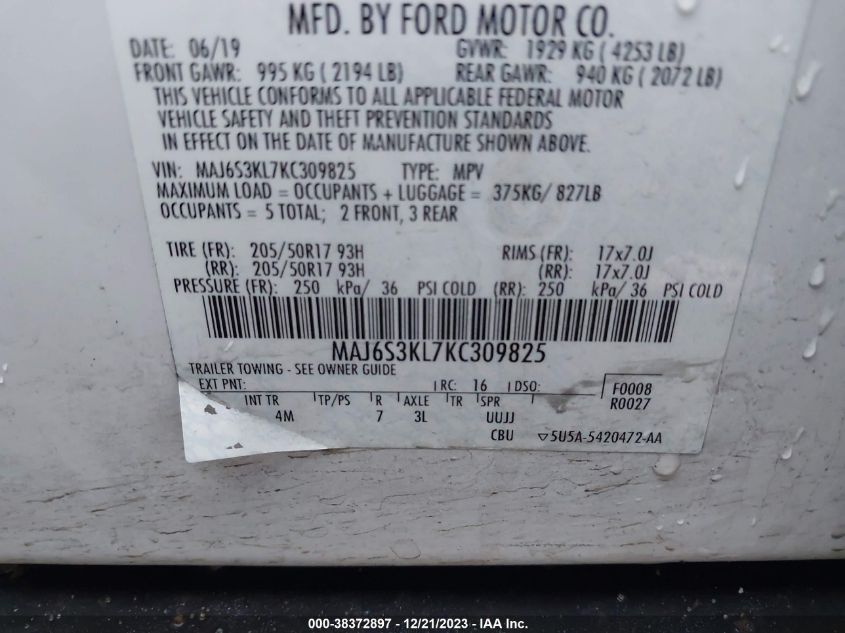 MFD. BY FORD MOTOR CO.
DATE: 06/19 GVWR: 1929 KG ( 4253 LB)
FRONT GAWR: 995 KG ( 2194 LB) REAR GAWR: 940 KG ( 2072 LB)
THIS VEHICLE CONFORMS TO ALL APPLICABLE FEDERAL MOTOR
VEHICLE SAFETY AND THEFT PREVENTION STANDARDS
IN EFFECT ON THE DATE OF MANUFACTURE SHOWN ABOVE.
VIN: MAJ6S3KL7KC309825 TYPE: MPV
MAXIMUM LOAD = OCCUPANTS + LUGGAGE = 375KG/ 827LB
OCCUPANTS = 5 TOTAL; 2 FRONT, 3 REAR
TIRE (FR): 205/50R17 93H RIMS (FR): 17x7.0J
(RR): 205/50R17 93H (RR): 17x7.0J
PRESSURE (FR): 250 kPa/ 36 PSI COLD (RR): 250 kPa/ 36 PSI COLD
MAJ6S3KL7KC309825
TRAILER TOWING - SEE OWNER GUIDE
EXT PNT: RC: 16 DSO: F0008
R0027
INT TR TP/PS R AXLE TR SPR
4M 7 3L UUJJ
CBU ▽5U5A-5420472-AA
000-38372897 - 12/21/2023 - IAA Inc.